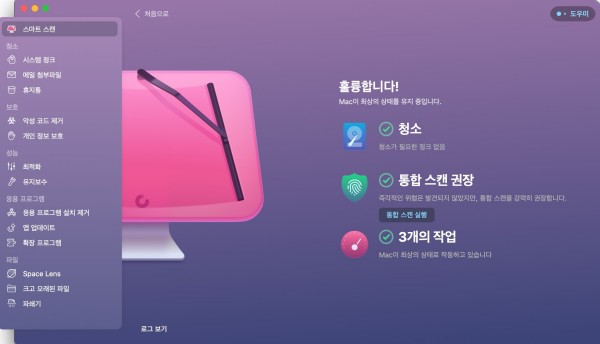 처음으로
도우미
스마트 스캔
청소
시스템 정크
메일 첨부파일
휴지통
보호
악성 코드 제거
개인 정보 보호
성능
최적화
유지보수
응용 프로그램
응용 프로그램 설치 제거
앱 업데이트
확장 프로그램
파일
Space Lens
크고 오래된 파일
파쇄기
훌륭합니다!
Mac이 최상의 상태를 유지 중입니다.
청소
청소가 필요한 정크 없음
통합 스캔 권장
즉각적인 위협은 발견되지 않았지만, 통합 스캔을 강력히 권장합니다.
통합 스캔 실행
3개의 작업
Mac이 최상의 상태로 작동하고 있습니다
로그 보기